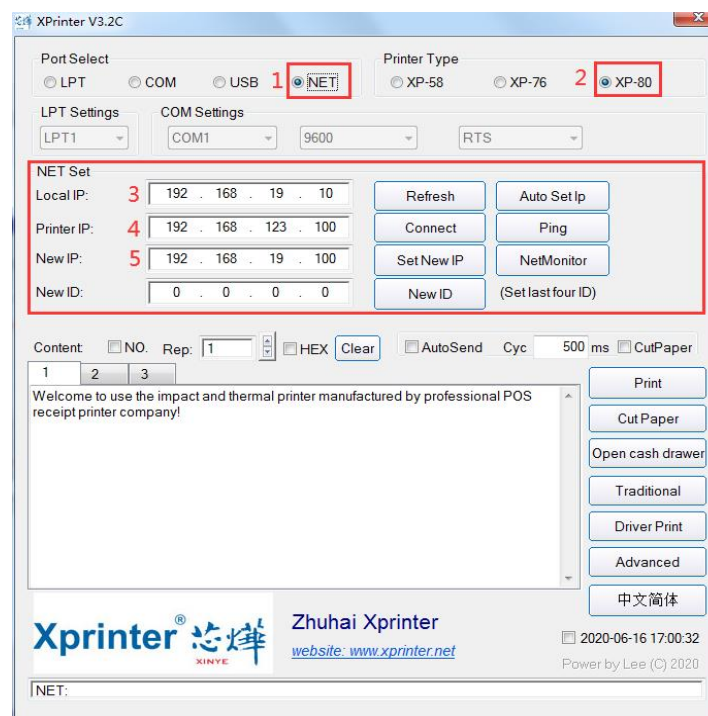 XPrinter V3.2C
Port Select
Printer Type
LPT COM USB 1 NET XP-58 XP-76 2 XP-80
LPT Settings COM Settings
LPT1 COM1 9600 RTS
NET Set
Local IP: 3 192 . 168 . 19 . 10 Refresh Auto Set Ip
Printer IP: 4 192 . 168 . 123 . 100 Connect Ping
New IP: 5 192 . 168 . 19 . 100 Set New IP NetMonitor
New ID: 0 . 0 . 0 . 0 New ID (Set last four ID)
Content: NO. Rep: 1 HEX Clear AutoSend Cyc 500 ms CutPaper
1 2 3
Welcome to use the impact and thermal printer manufactured by professional POS
receipt printer company!
Print
Cut Paper
Open cash drawer
Traditional
Driver Print
Advanced
中文简体
Xprinter® 芯烨
XINYE
Zhuhai Xprinter
website: www.xprinter.net
2020-06-16 17:00:32
Power by Lee (C) 2020
NET: